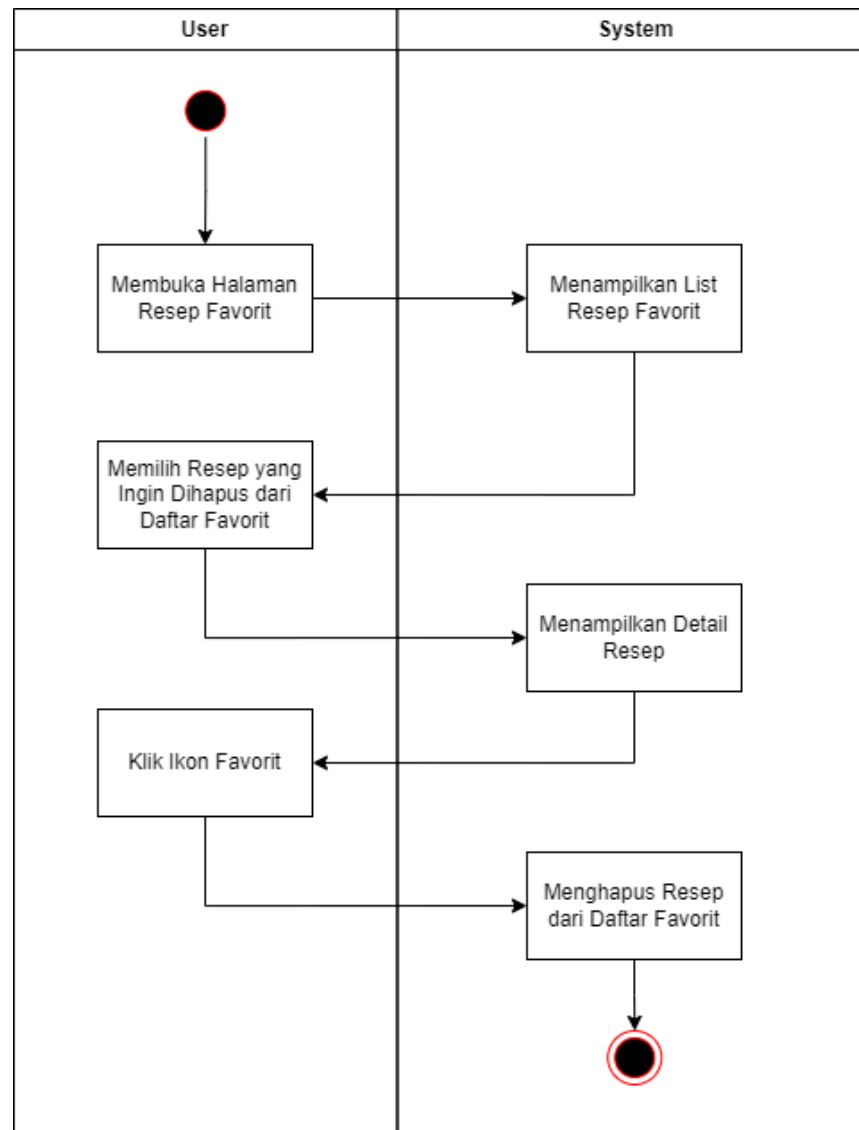 User
System
Membuka Halaman
Resep Favorit
Menampilkan List
Resep Favorit
Memilih Resep yang
Ingin Dihapus dari
Daftar Favorit
Menampilkan Detail
Resep
Klik Ikon Favorit
Menghapus Resep
dari Daftar Favorit